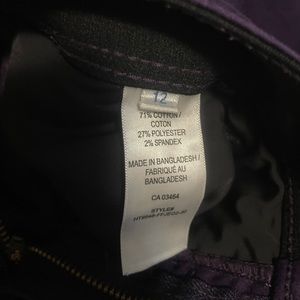 12
71% COTTON /
COTON
27% POLYESTER
2% SPANDEX
MADE IN BANGLADESH /
FABRIQUÉ AU
BANGLADESH
CA 03464
STYLE#